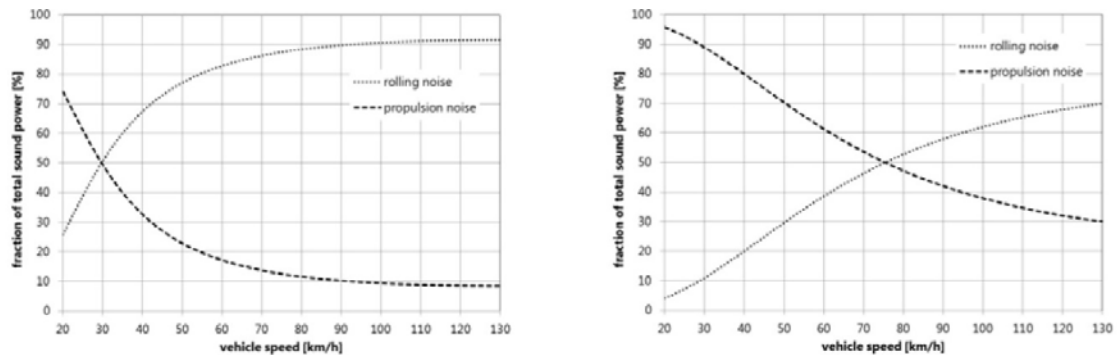 fraction of total sound power [%]
100
90
80
70
60
50
40
30
20
10
0
rolling noise
propulsion noise
20 30 40 50 60 70 80 90 100 110 120 130
vehicle speed [km/h]
fraction of total sound power [%]
100
90
80
70
60
50
40
30
20
10
0
rolling noise
propulsion noise
20 30 40 50 60 70 80 90 100 110 120 130
vehicle speed [km/h]